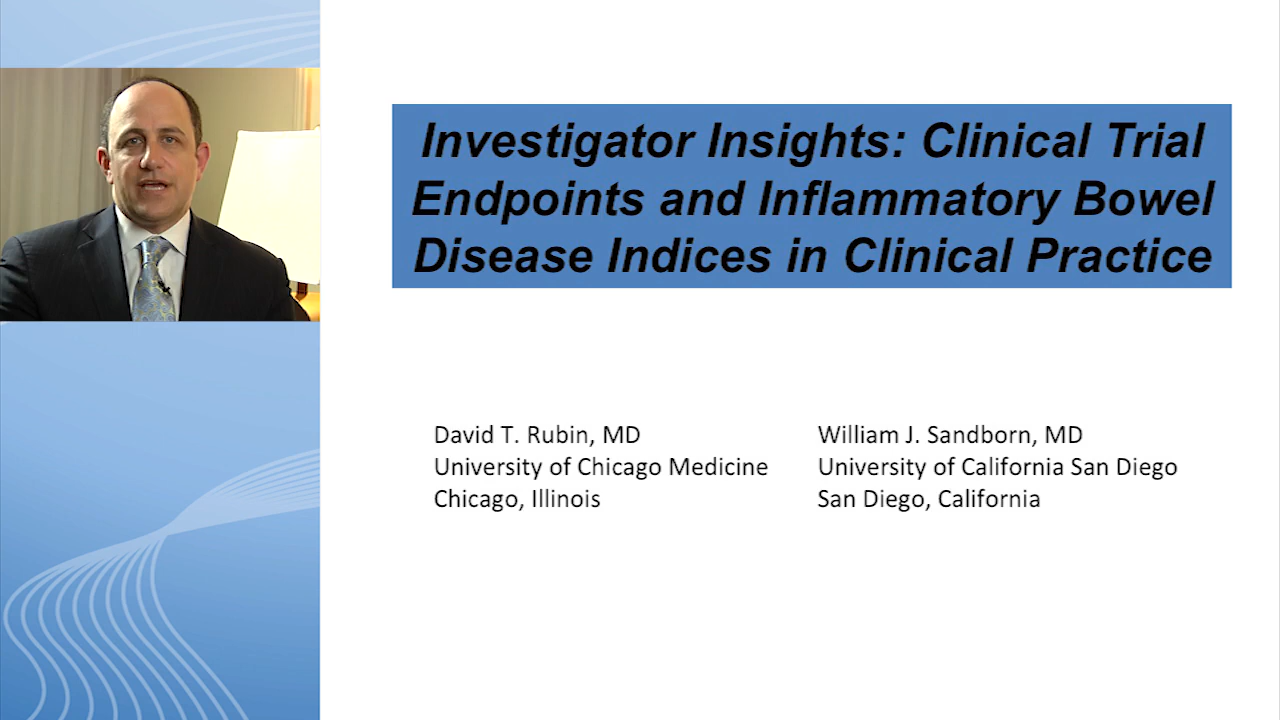 Investigator Insights: Clinical Trial
Endpoints and Inflammatory Bowel
Disease Indices in Clinical Practice
David T. Rubin, MD
University of Chicago Medicine
Chicago, Illinois
William J. Sandborn, MD
University of California San Diego
San Diego, California